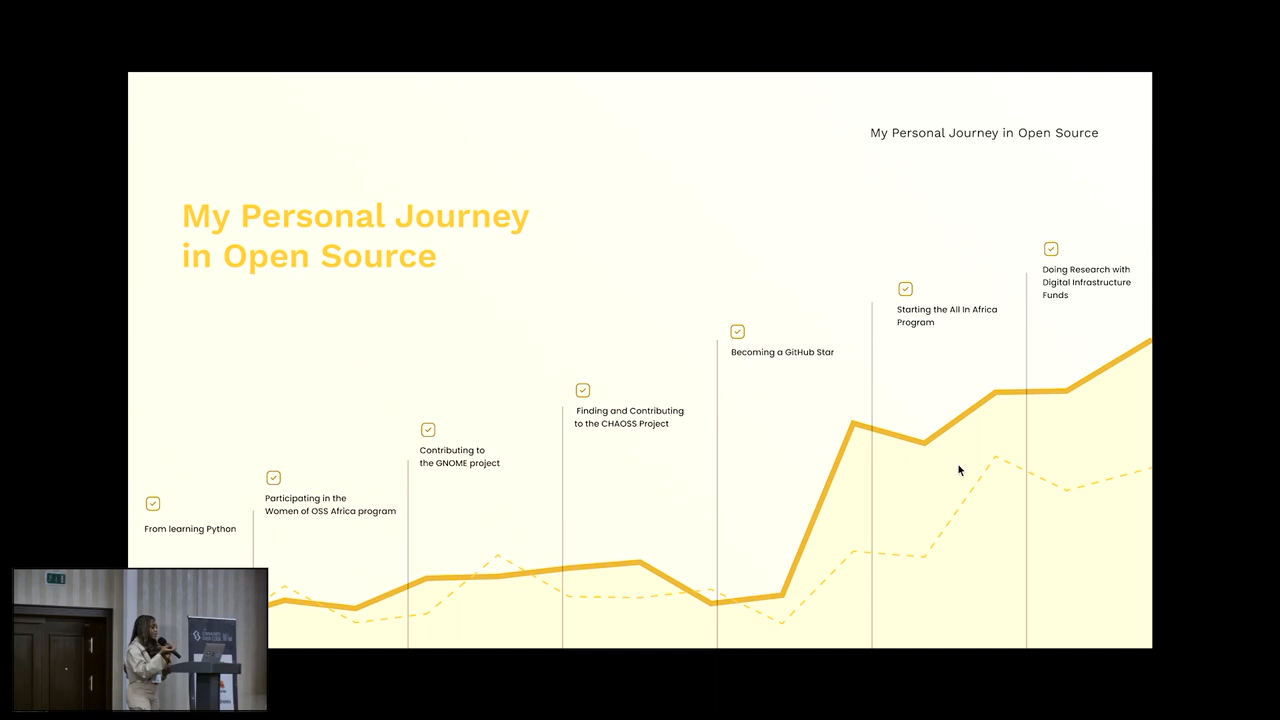 My Personal Journey in Open Source
My Personal Journey
in Open Source
From learning Python
Participating in the
Women of OSS Africa program
Contributing to
the GNOME project
Finding and Contributing
to the CHAOSS Project
Becoming a GitHub Star
Starting the All In Africa
Program
Doing Research with
Digital Infrastructure
Funds